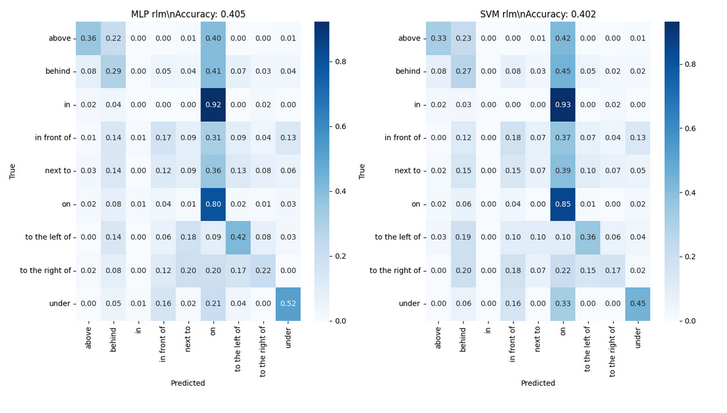 MLP rlm\nAccuracy: 0.405
True
above 0.36 0.22 0.00 0.00 0.01 0.40 0.00 0.00 0.01
behind 0.08 0.29 0.00 0.05 0.04 0.41 0.07 0.03 0.04
in 0.02 0.04 0.00 0.00 0.00 0.92 0.00 0.02 0.00
in front of 0.01 0.14 0.01 0.17 0.09 0.31 0.09 0.04 0.13
next to 0.03 0.14 0.00 0.12 0.09 0.36 0.13 0.08 0.06
on 0.02 0.08 0.01 0.04 0.01 0.80 0.02 0.01 0.03
to the left of 0.00 0.14 0.00 0.06 0.18 0.09 0.42 0.08 0.03
to the right of 0.02 0.08 0.00 0.12 0.20 0.20 0.17 0.22 0.00
under 0.00 0.05 0.01 0.16 0.02 0.21 0.04 0.00 0.52
above behind in in front of next to on to the left of to the right of under
Predicted
0.8
0.6
0.4
0.2
0.0
SVM rlm\nAccuracy: 0.402
True
above 0.33 0.23 0.00 0.00 0.01 0.42 0.00 0.00 0.01
behind 0.08 0.27 0.00 0.08 0.03 0.45 0.05 0.02 0.02
in 0.02 0.03 0.00 0.00 0.00 0.93 0.00 0.02 0.00
in front of 0.00 0.12 0.00 0.18 0.07 0.37 0.07 0.04 0.13
next to 0.02 0.15 0.00 0.15 0.07 0.39 0.10 0.07 0.05
on 0.02 0.06 0.00 0.04 0.00 0.85 0.01 0.00 0.02
to the left of 0.03 0.19 0.00 0.10 0.10 0.10 0.36 0.06 0.04
to the right of 0.00 0.20 0.00 0.18 0.07 0.22 0.15 0.17 0.02
under 0.00 0.06 0.00 0.16 0.00 0.33 0.00 0.00 0.45
above behind in in front of next to on to the left of to the right of under
Predicted
0.8
0.6
0.4
0.2
0.0